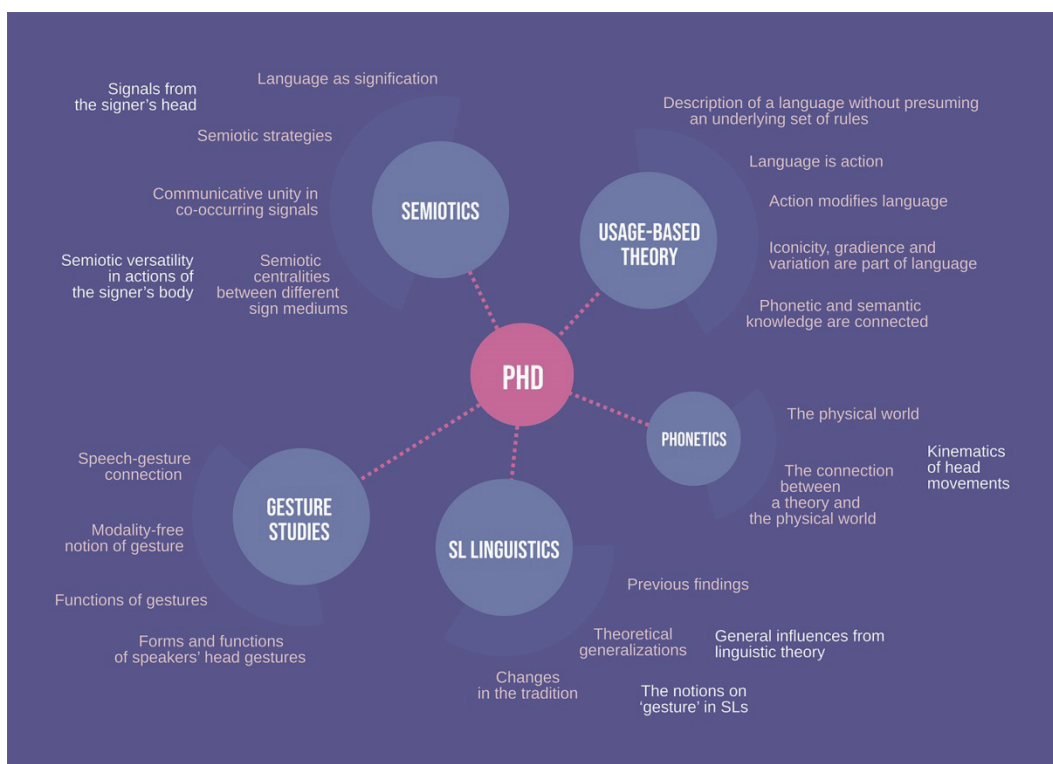 Signals from
the signer's head
Language as signification
Semiotic strategies
Communicative unity in
co-occurring signals
Semiotic versatility
in actions of
the signer's body
Semiotic
centralities
between different
sign mediums
SEMIOTICS
Description of a language without presuming
an underlying set of rules
Language is action
Action modifies language
Iconicity, gradience and
variation are part of language
Phonetic and semantic
knowledge are connected
USAGE-BASED
THEORY
PHD
PHONETICS
The physical world
The connection
between
a theory and
the physical world
Kinematics
of head
movements
Speech-gesture
connection
Modality-free
notion of gesture
Functions of gestures
Forms and functions
of speakers' head gestures
GESTURE
STUDIES
SL LINGUISTICS
Previous findings
Theoretical
generalizations
General influences from
linguistic theory
Changes
in the tradition
The notions on
‘gesture’ in SLs